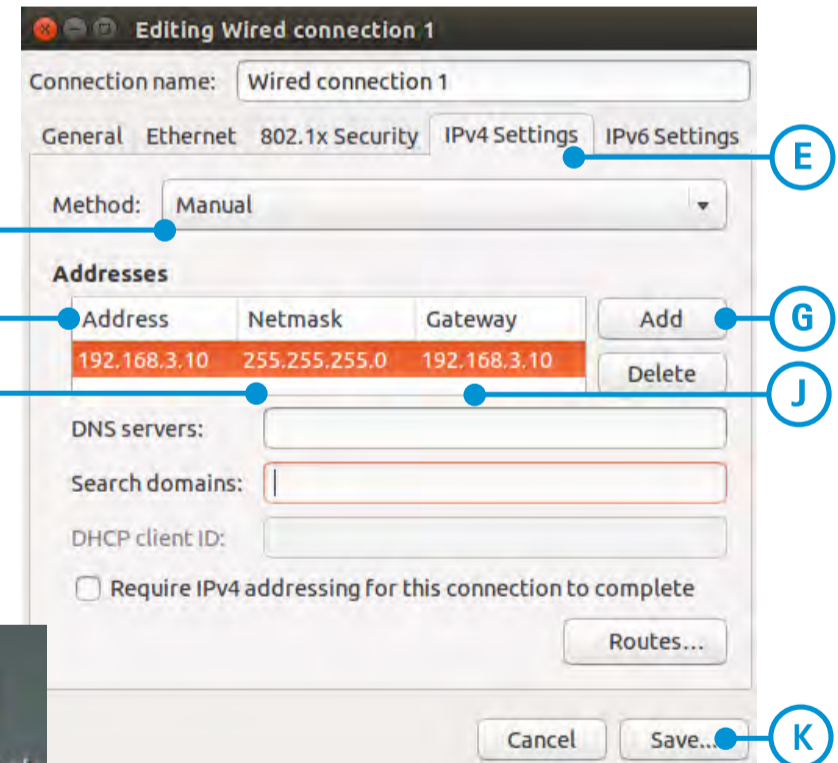 Editing Wired connection 1
Connection name: Wired connection 1
General Ethernet 802.1x Security IPv4 Settings IPv6 Settings
E
Method: Manual
Addresses
Address Netmask Gateway Add
G
192.168.3.10 255.255.255.0 192.168.3.10
Delete
J
DNS servers:
Search domains:
DHCP client ID:
Require IPv4 addressing for this connection to complete
Routes...
Cancel Save...
K